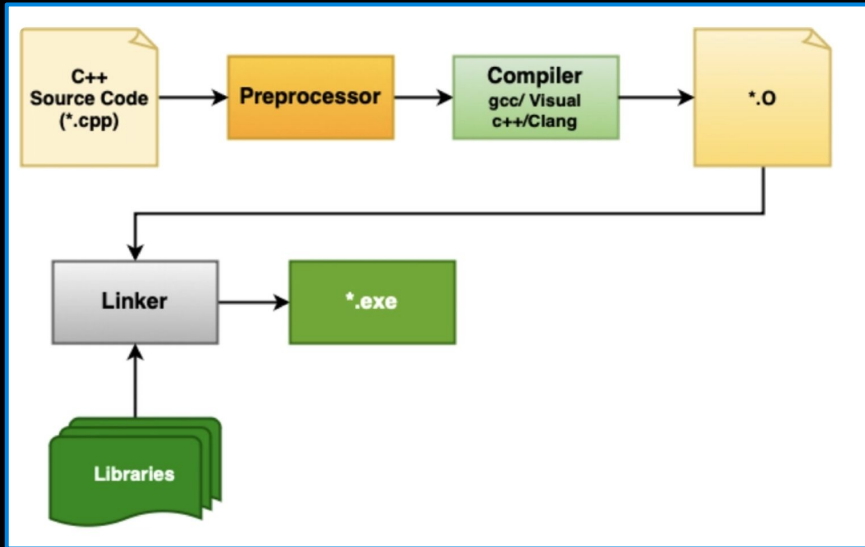 C++
Source Code
(*.cpp)
Preprocessor
Compiler
gcc/ Visual
c++/Clang
*.O
Linker
*.exe
Libraries